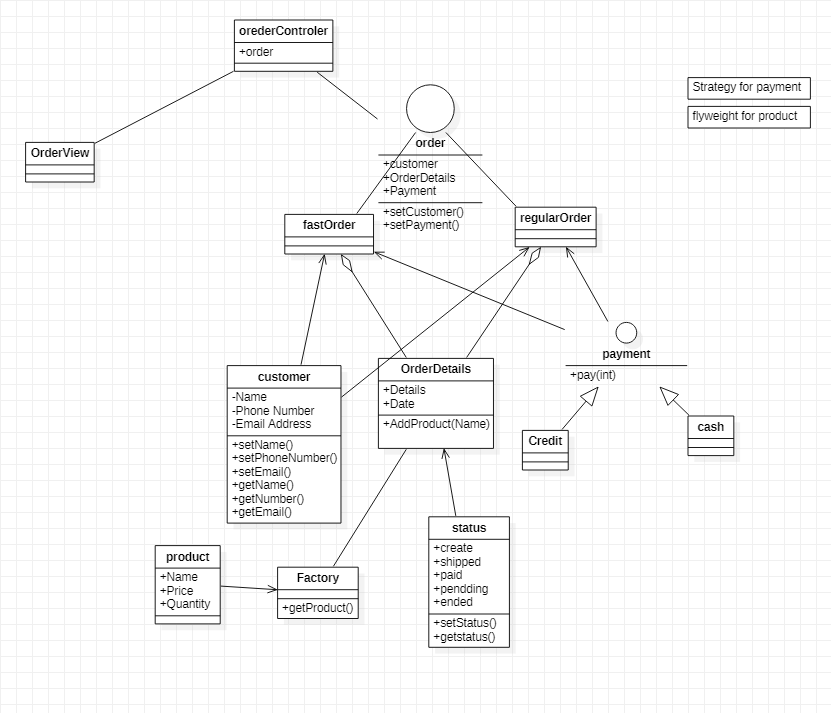 orederControler
+order
Strategy for payment
flyweight for product
OrderView
order
+customer
+OrderDetails
+Payment
+setCustomer()
+setPayment()
fastOrder
regularOrder
payment
+pay(int)
customer
-Name
-Phone Number
-Email Address
+setName()
+setPhoneNumber()
+setEmail()
+getName()
+getNumber()
+getEmail()
OrderDetails
+Details
+Date
+AddProduct(Name)
Credit
cash
product
+Name
+Price
+Quantity
Factory
+getProduct()
status
+create
+shipped
+paid
+pendding
+ended
+setStatus()
+getstatus()